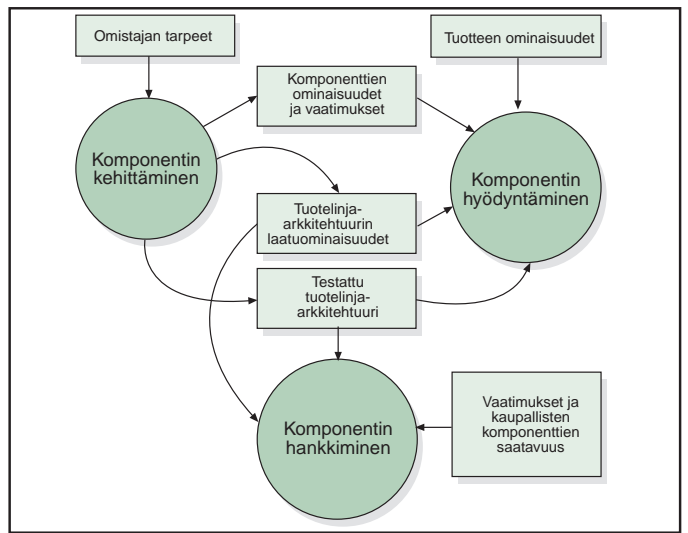 Omistajan tarpeet
Tuotteen ominaisuudet
Komponenttien
ominaisuudet
ja vaatimukset
Komponentin
kehittäminen
Komponentin
hyödyntäminen
Tuotelinja-
arkkitehtuurin
laatuominaisuudet
Testattu
tuotelinja-
arkkitehtuuri
Komponentin
hankkiminen
Vaatimukset ja
kaupallisten
komponenttien
saatavuus